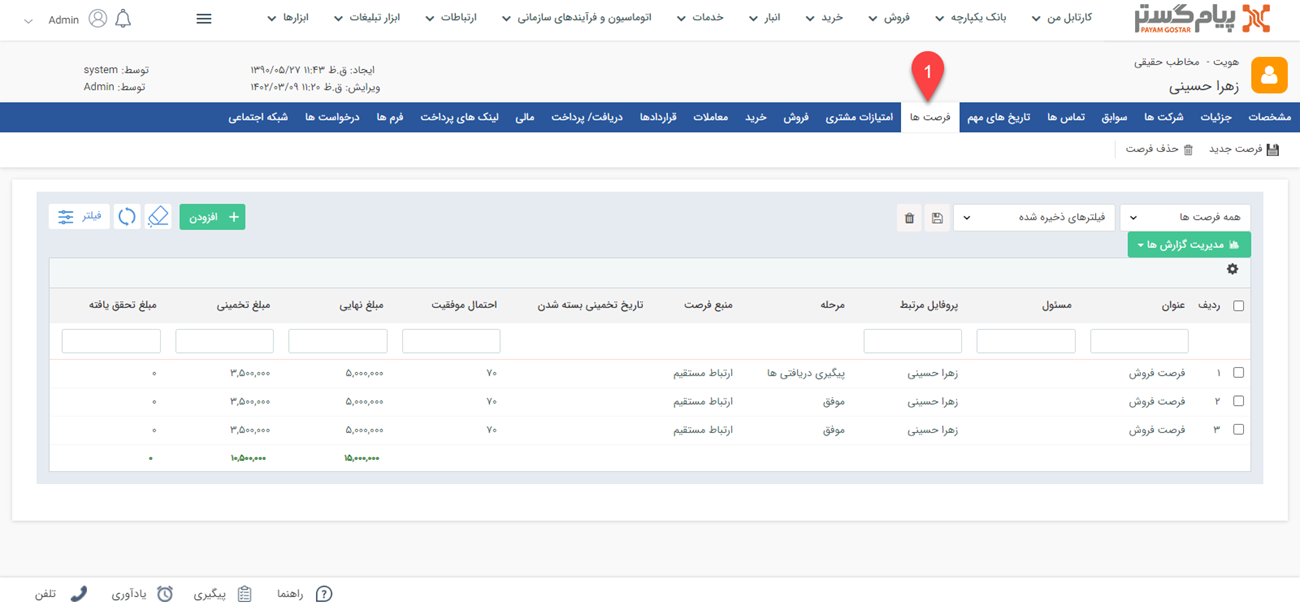 پیام گستر
PAYAM GOSTAR
کارتابل من
بانک یکپارچه
فروش
خرید
انبار
خدمات
ارتباطات
اتوماسیون و فرآیندهای سازمانی
ابزار تبلیغات
ابزارها
Admin
هویت - مخاطب حقیقی
زهرا حسینی
ایجاد: ق.ظ ۱۱:۴۳ ۱۳۹۰/۰۵/۲۷
توسط: system
ویرایش: ق.ظ ۱۱:۲۰ ۱۴۰۲/۰۳/۰۹
توسط: Admin
1
مشخصات
جزئیات
شرکت ها
سوابق
تماس ها
تاریخ های مهم
فرصت ها
امتیازات مشتری
فروش
خرید
معاملات
قراردادها
دریافت/ پرداخت
مالی
لینک های پرداخت
فرم ها
درخواست ها
شبکه اجتماعی
فرصت جدید
حذف فرصت
همه فرصت ها
فیلترهای ذخیره شده
افزودن
فیلتر
مدیریت گزارش ها
ردیف عنوان مسئول پروفایل مرتبط مرحله منبع فرصت تاریخ تخمینی بسته شدن احتمال موفقیت مبلغ نهایی مبلغ تخمینی مبلغ تحقق یافته
۱ فرصت فروش زهرا حسینی پیگیری دریافتی ها ارتباط مستقیم ۷۰ ۵,۰۰۰,۰۰۰ ۳,۵۰۰,۰۰۰ ۰
۲ فرصت فروش زهرا حسینی موفق ارتباط مستقیم ۷۰ ۵,۰۰۰,۰۰۰ ۳,۵۰۰,۰۰۰ ۰
۳ فرصت فروش زهرا حسینی موفق ارتباط مستقیم ۷۰ ۵,۰۰۰,۰۰۰ ۳,۵۰۰,۰۰۰ ۰
۱۵,۰۰۰,۰۰۰ ۱۰,۵۰۰,۰۰۰ ۰
راهنما
پیگیری
یادآوری
تلفن